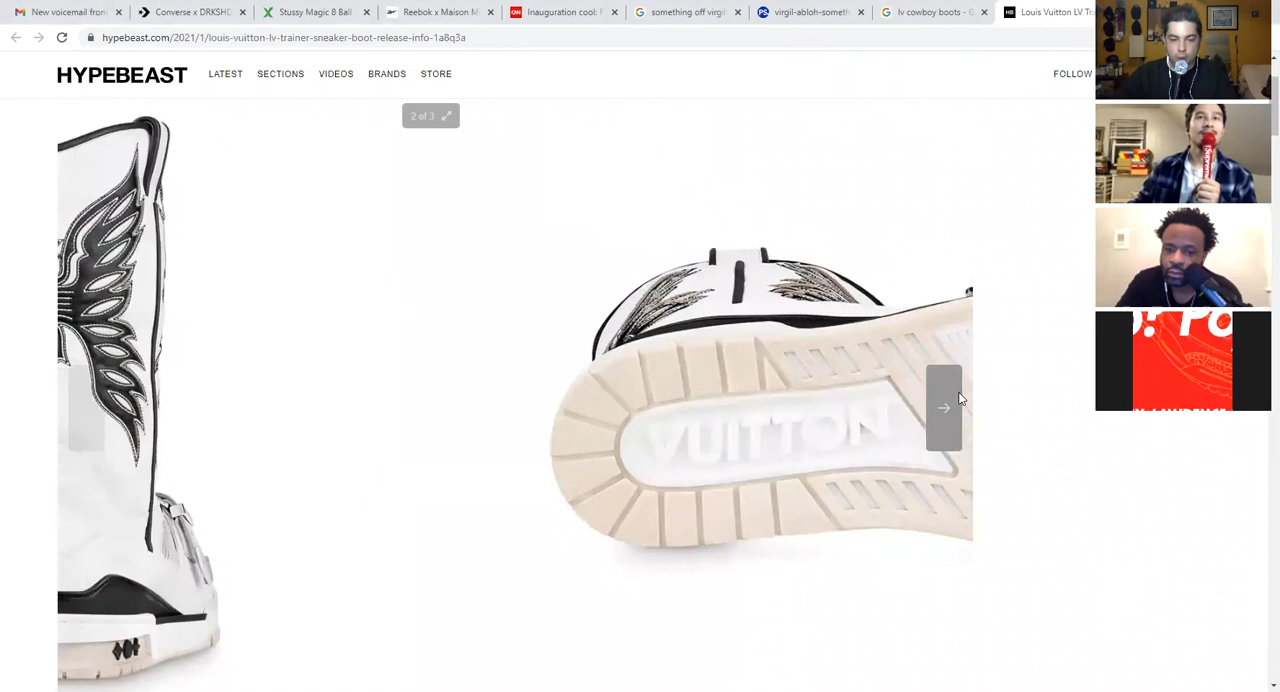 New voicemail from
Converse x DRKSHD
Stussy Magic 8 Ball
Reebok x Maison M
Inauguration cool: F
something off virgil
virgil-abloh-someth
lv cowboy boots - G
Louis Vuitton LV Tra
hypebeast.com/2021/1/louis-vuitton-lv-trainer-sneaker-boot-release-info-1a8q3a
HYPEBEAST LATEST SECTIONS VIDEOS BRANDS STORE FOLLOW
2 of 3
VUITTON
Supreme